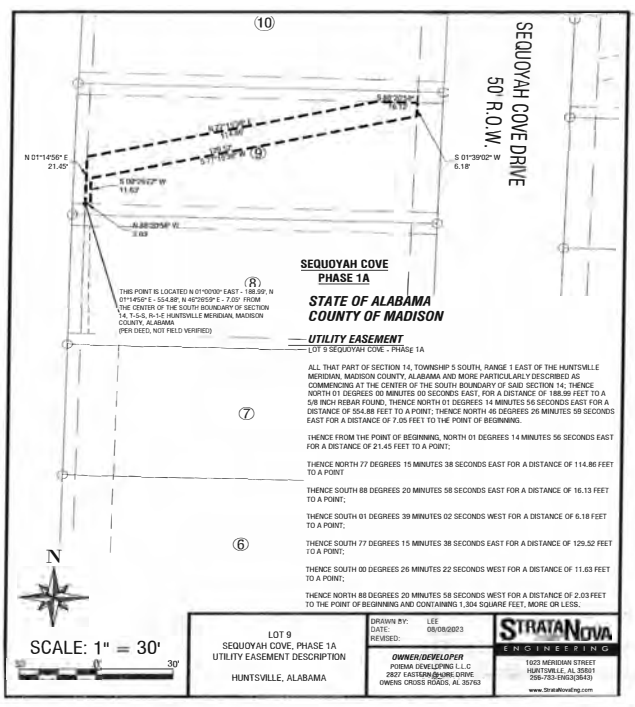 10
SEQUOYAH COVE DRIVE
50' R.O.W.
16.13'
9
N 01°14'56" E
21.45'
S 01°39'02" W
6.18'
11.63'
SEQUOYAH COVE
PHASE 1A
8
THIS POINT IS LOCATED N 01°00'00" EAST - 188.99', N
01°14'56" E - 554.88', N 46°26'59" E - 7.05' FROM
THE CENTER OF THE SOUTH BOUNDARY OF SECTION
14, T-5-S, R-1-E HUNTSVILLE MERIDIAN, MADISON
COUNTY, ALABAMA
(PER DEED, NOT FIELD VERIFIED)
STATE OF ALABAMA
COUNTY OF MADISON
UTILITY EASEMENT
LOT 9 SEQUOYAH COVE - PHASE 1A
ALL THAT PART OF SECTION 14, TOWNSHIP 5 SOUTH, RANGE 1 EAST OF THE HUNTSVILLE
MERIDIAN, MADISON COUNTY, ALABAMA AND MORE PARTICULARLY DESCRIBED AS
COMMENCING AT THE CENTER OF THE SOUTH BOUNDARY OF SAID SECTION 14; THENCE
NORTH 01 DEGREES 00 MINUTES 00 SECONDS EAST, FOR A DISTANCE OF 188.99 FEET TO A
5/8 INCH REBAR FOUND, THENCE NORTH 01 DEGREES 14 MINUTES 56 SECONDS EAST FOR A
DISTANCE OF 554.88 FEET TO A POINT; THENCE NORTH 46 DEGREES 26 MINUTES 59 SECONDS
EAST FOR A DISTANCE OF 7.05 FEET TO THE POINT OF BEGINNING.
THENCE FROM THE POINT OF BEGINNING, NORTH 01 DEGREES 14 MINUTES 56 SECONDS EAST
FOR A DISTANCE OF 21.45 FEET TO A POINT;
7
THENCE NORTH 77 DEGREES 15 MINUTES 38 SECONDS EAST FOR A DISTANCE OF 114.86 FEET
TO A POINT
THENCE SOUTH 88 DEGREES 20 MINUTES 58 SECONDS EAST FOR A DISTANCE OF 16.13 FEET
TO A POINT;
THENCE SOUTH 01 DEGREES 39 MINUTES 02 SECONDS WEST FOR A DISTANCE OF 6.18 FEET
TO A POINT;
6
THENCE SOUTH 77 DEGREES 15 MINUTES 38 SECONDS EAST FOR A DISTANCE OF 129.52 FEET
TO A POINT;
THENCE SOUTH 00 DEGREES 26 MINUTES 22 SECONDS WEST FOR A DISTANCE OF 11.63 FEET
TO A POINT;
THENCE NORTH 88 DEGREES 20 MINUTES 58 SECONDS WEST FOR A DISTANCE OF 2.03 FEET
TO THE POINT OF BEGINNING AND CONTAINING 1,304 SQUARE FEET, MORE OR LESS.
N
SCALE: 1" = 30'
0 30'
LOT 9
SEQUOYAH COVE, PHASE 1A
UTILITY EASEMENT DESCRIPTION
HUNTSVILLE, ALABAMA
DRAWN BY: LEE
DATE: 08/08/2023
REVISED:
OWNER/DEVELOPER
POIEMA DEVELOPING L.L.C
2827 EASTERN SHORE DRIVE
OWENS CROSS ROADS, AL 35763
STRATANOVA
ENGINEERING
1023 MERIDIAN STREET
HUNTSVILLE, AL 35801
256-733-ENG3(3643)
www.StrataNovaEng.com